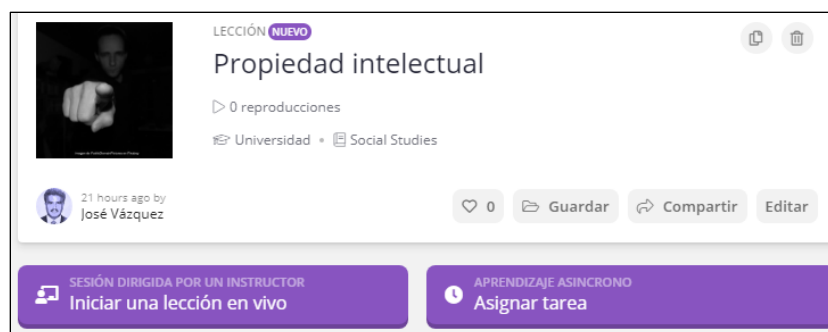 LECCIÓN NUEVO
Propiedad intelectual
0 reproducciones
Universidad • Social Studies
21 hours ago by
José Vázquez
0 Guardar Compartir Editar
SESIÓN DIRIGIDA POR UN INSTRUCTOR
Iniciar una lección en vivo
APRENDIZAJE ASINCRONO
Asignar tarea